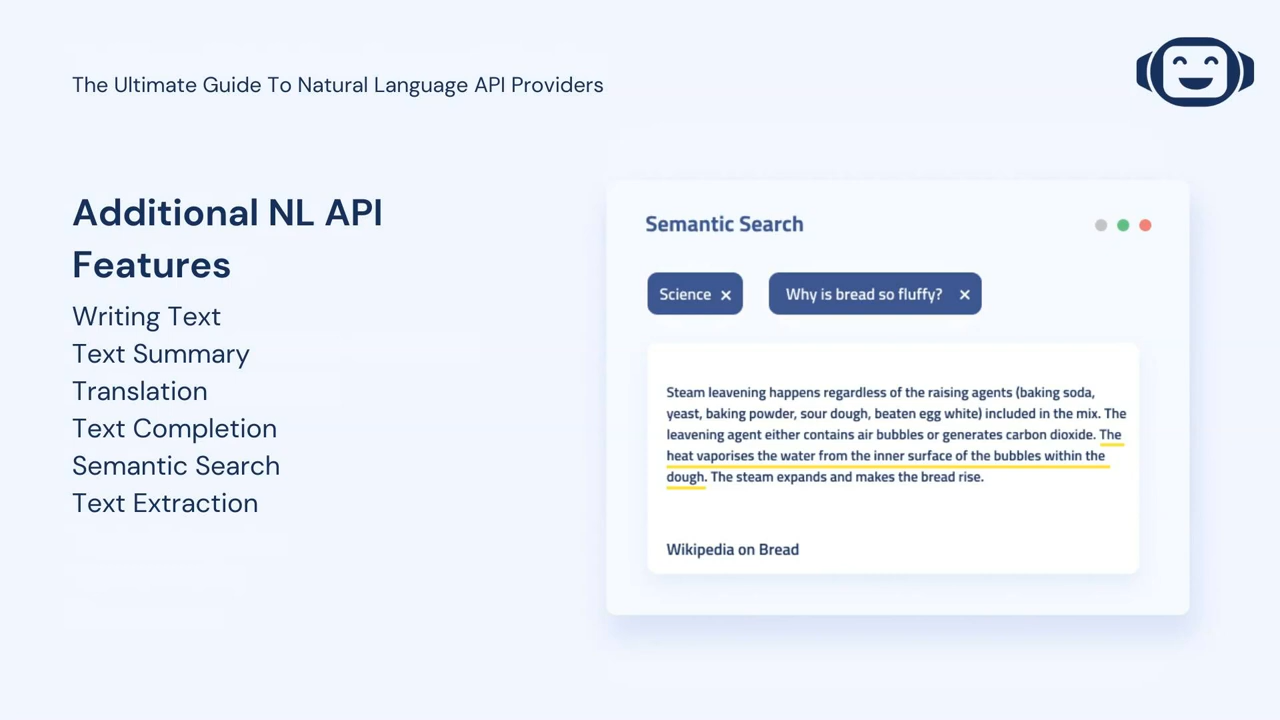 The Ultimate Guide To Natural Language API Providers
Additional NL API
Features
Writing Text
Text Summary
Translation
Text Completion
Semantic Search
Text Extraction
Semantic Search
Science ×
Why is bread so fluffy? ×
Steam leavening happens regardless of the raising agents (baking soda,
yeast, baking powder, sour dough, beaten egg white) included in the mix. The
leavening agent either contains air bubbles or generates carbon dioxide. The
heat vaporises the water from the inner surface of the bubbles within the
dough. The steam expands and makes the bread rise.
Wikipedia on Bread